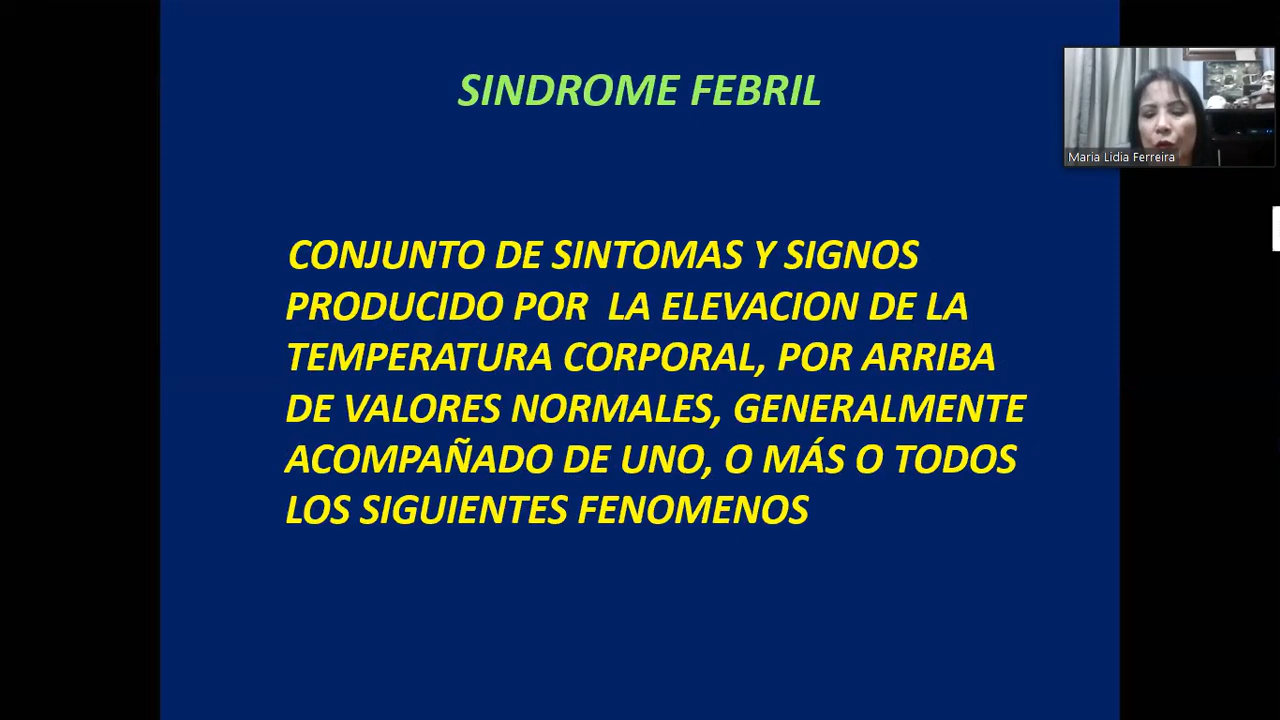 SINDROME FEBRIL
Maria Lidia Ferreira
CONJUNTO DE SINTOMAS Y SIGNOS
PRODUCIDO POR LA ELEVACION DE LA
TEMPERATURA CORPORAL, POR ARRIBA
DE VALORES NORMALES, GENERALMENTE
ACOMPAÑADO DE UNO, O MÁS O TODOS
LOS SIGUIENTES FENOMENOS